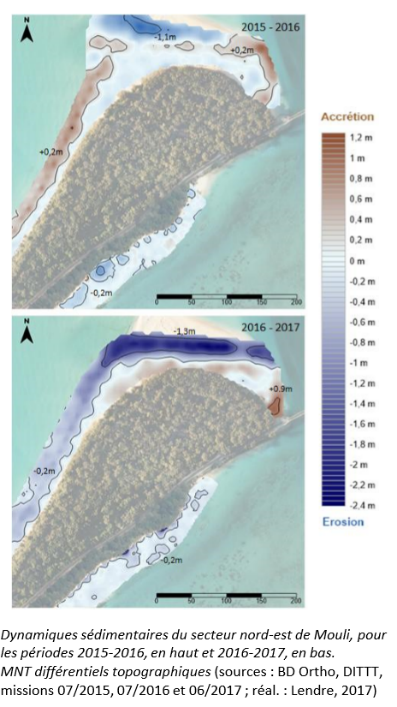 N
2015 - 2016
-1,1m
+0,2m
+0,2m
-0,2m
0 50 100 150 200
Accrétion
1,2 m
1 m
0,8 m
0,6 m
0,4 m
0,2 m
0 m
-0,2 m
-0,4 m
-0,6 m
-0,8 m
-1 m
-1,2 m
-1,4 m
-1,6 m
-1,8 m
-2 m
-2,2 m
-2,4 m
Erosion
N
2016 - 2017
-1,3m
+0,9m
-0,2m
-0,2m
0 50 100 150 200
Dynamiques sédimentaires du secteur nord-est de Mouli, pour
les périodes 2015-2016, en haut et 2016-2017, en bas.
MNT différentiels topographiques (sources : BD Ortho, DITTT,
missions 07/2015, 07/2016 et 06/2017 ; réal. : Lendre, 2017)